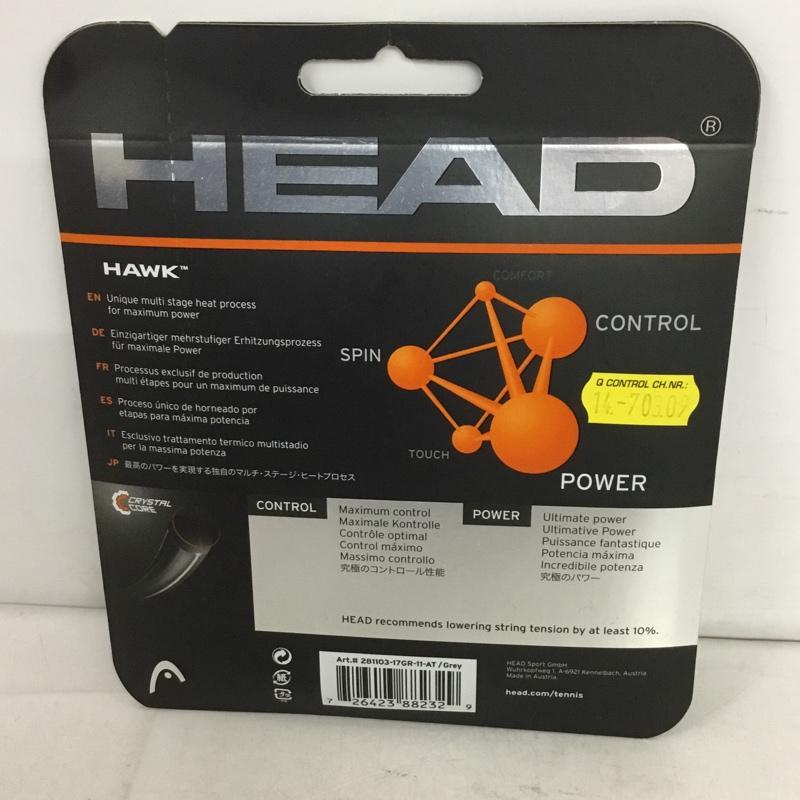 HEAD®
HAWK™
EN Unique multi stage heat process
for maximum power
DE Einzigartiger mehrstufiger Erhitzungsprozess
für maximale Power
FR Processus exclusif de production
multi étapes pour un maximum de puissance
ES Proceso único de horneado por
etapas para máxima potencia
IT Esclusivo trattamento termico multistadio
per la massima potenza
JP 最高のパワーを実現する独自のマルチ・ステージ・ヒートプロセス
COMFORT
CONTROL
SPIN
TOUCH
POWER
Q CONTROL CH.NR.:
CRYSTAL
CORE
CONTROL
Maximum control
Maximale Kontrolle
Contrôle optimal
Control máximo
Massimo controllo
究極のコントロール性能
POWER
Ultimate power
Ultimative Power
Puissance fantastique
Potencia máxima
Incredibile potenza
究極のパワー
HEAD recommends lowering string tension by at least 10%.
紙
Art.# 281103-17GR-11-AT / Grey
7 26423 88232 9
HEAD Sport GmbH
Wuhrkopfweg 1, A-6921 Kennelbach, Austria
Made in Austria
head.com/tennis